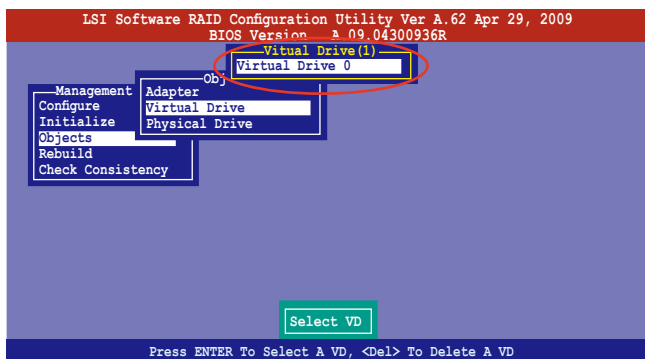 LSI Software RAID Configuration Utility Ver A.62 Apr 29, 2009
BIOS Version A.09.04300936R
Vitual Drive(1)
Virtual Drive 0
Obj
Adapter
Virtual Drive
Physical Drive
Management
Configure
Initialize
Objects
Rebuild
Check Consistency
Select VD
Press ENTER To Select A VD, <Del> To Delete A VD